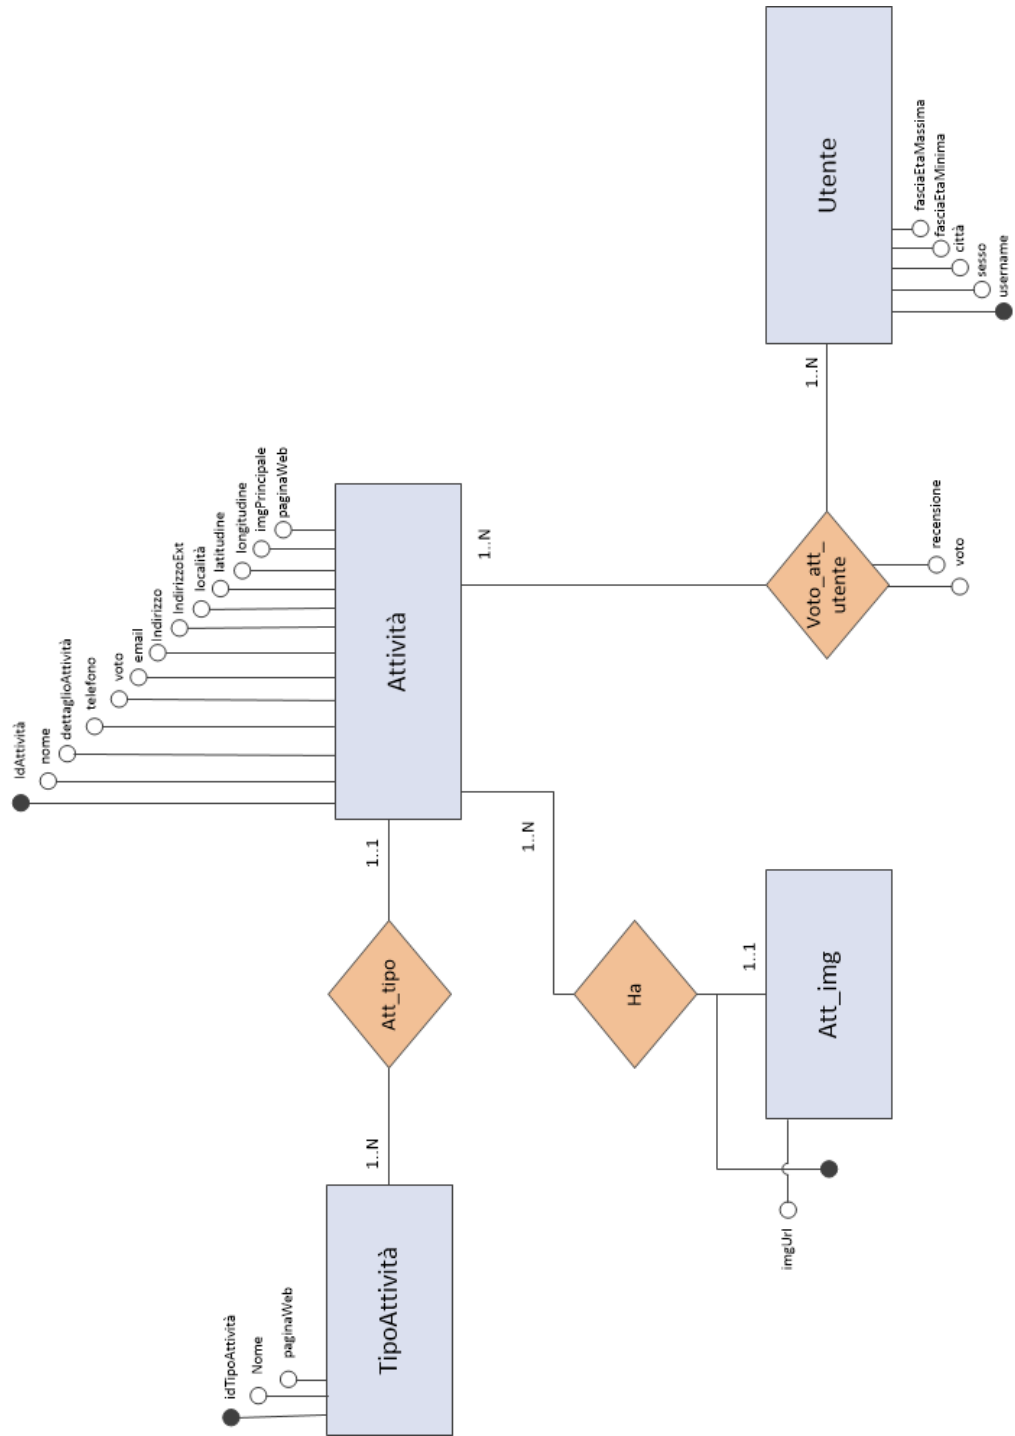 idTipoAttività
Nome
paginaWeb
TipoAttività
1..N
Att_tipo
1..1
IdAttività
nome
dettaglioAttività
telefono
voto
email
Indirizzo
IndirizzoExt
località
latitudine
longitudine
imgPrincipale
paginaWeb
Attività
1..N
1..N
Ha
1..1
imgUrl
Att_img
Voto_att_
utente
recensione
voto
1..N
Utente
fasciaEtaMassima
fasciaEtaMinima
città
sesso
username